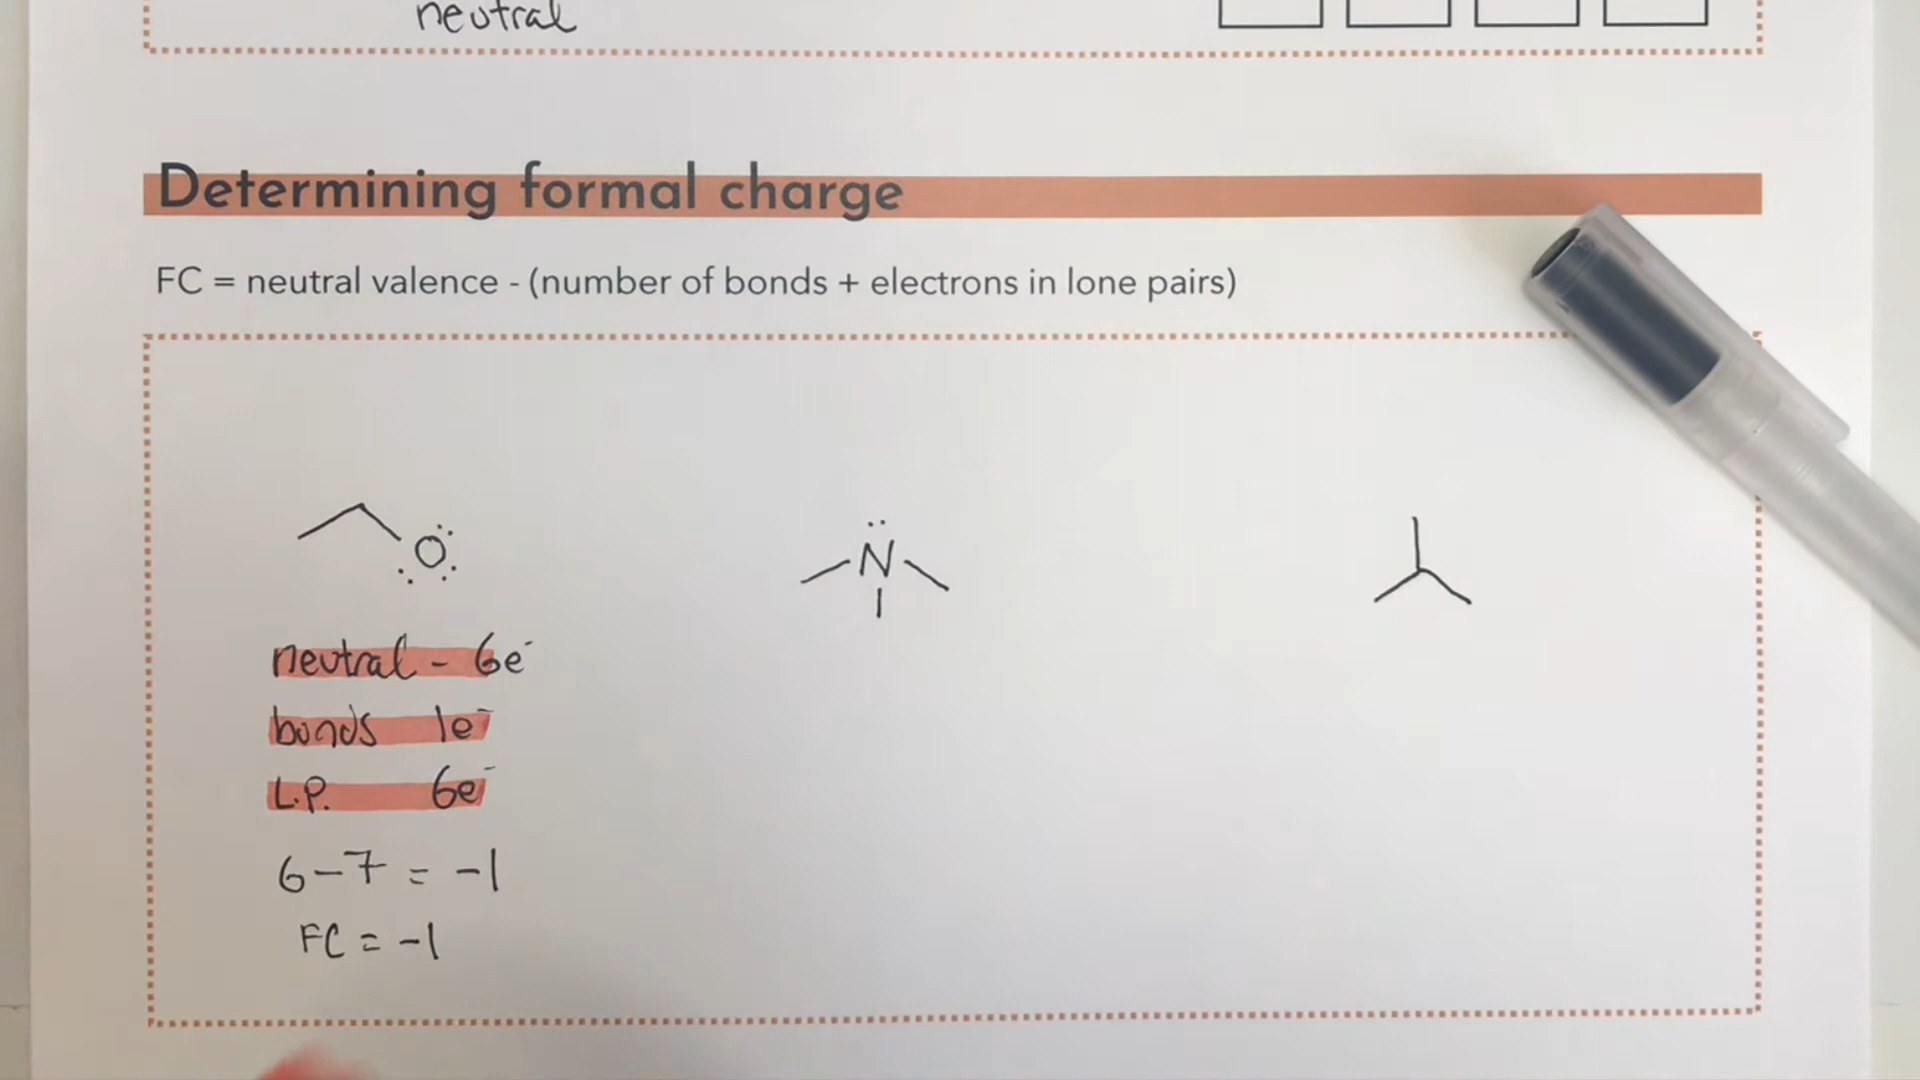 neutral
Determining formal charge
FC = neutral valence - (number of bonds + electrons in lone pairs)
O
N
neutral - 6e⁻
bonds 1e⁻
L.P. 6e⁻
6-7 = -1
FC = -1